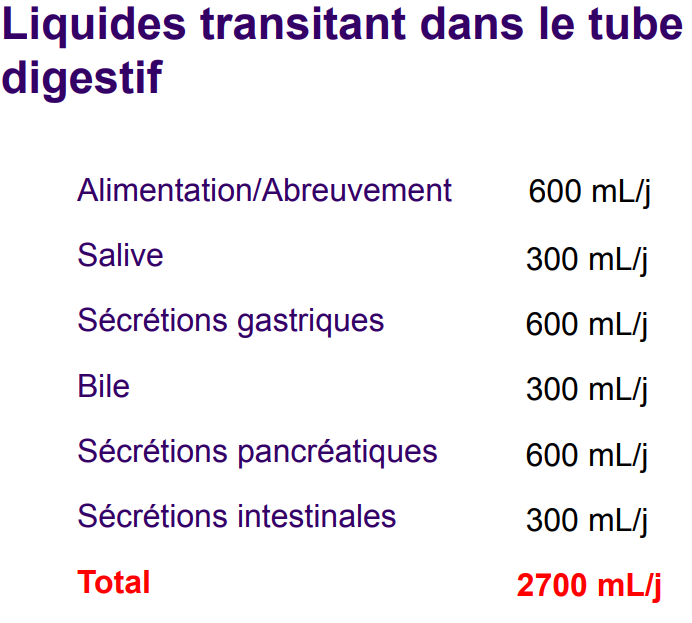 Liquides transitant dans le tube
digestif
Alimentation/Abreuvement 600 mL/j
Salive 300 mL/j
Sécrétions gastriques 600 mL/j
Bile 300 mL/j
Sécrétions pancréatiques 600 mL/j
Sécrétions intestinales 300 mL/j
Total 2700 mL/j